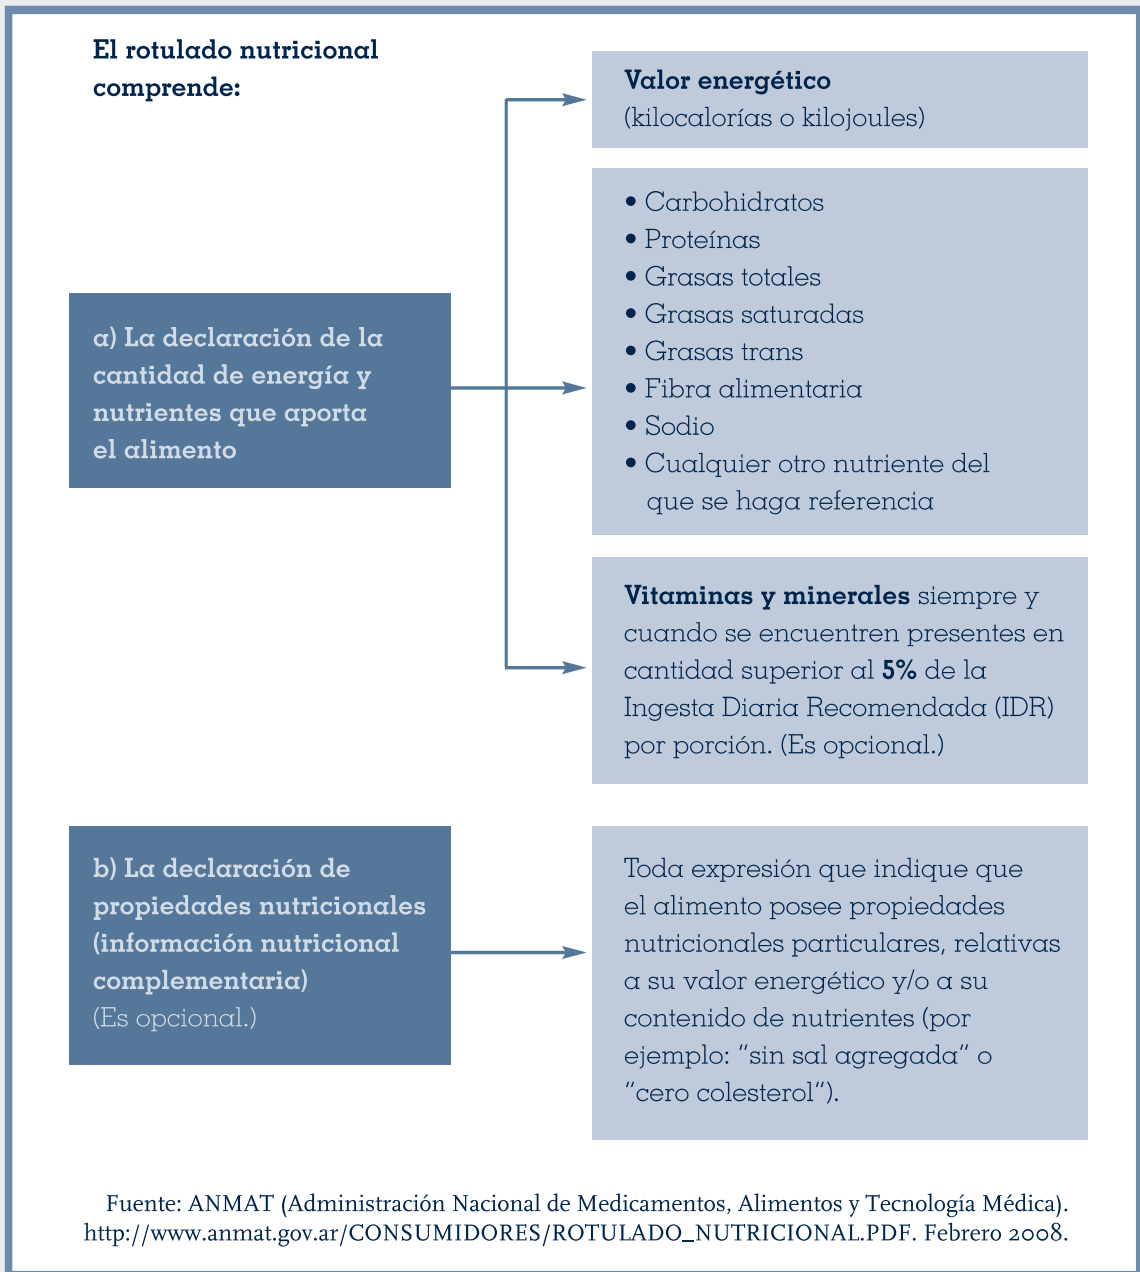 El rotulado nutricional
comprende:
a) La declaración de la
cantidad de energía y
nutrientes que aporta
el alimento
Valor energético
(kilocalorías o kilojoules)
• Carbohidratos
• Proteínas
• Grasas totales
• Grasas saturadas
• Grasas trans
• Fibra alimentaria
• Sodio
• Cualquier otro nutriente del
que se haga referencia
Vitaminas y minerales siempre y
cuando se encuentren presentes en
cantidad superior al 5% de la
Ingesta Diaria Recomendada (IDR)
por porción. (Es opcional.)
b) La declaración de
propiedades nutricionales
(información nutricional
complementaria)
(Es opcional.)
Toda expresión que indique que
el alimento posee propiedades
nutricionales particulares, relativas
a su valor energético y/o a su
contenido de nutrientes (por
ejemplo: “sin sal agregada” o
“cero colesterol”).
Fuente: ANMAT (Administración Nacional de Medicamentos, Alimentos y Tecnología Médica).
http://www.anmat.gov.ar/CONSUMIDORES/ROTULADO_NUTRICIONAL.PDF. Febrero 2008.